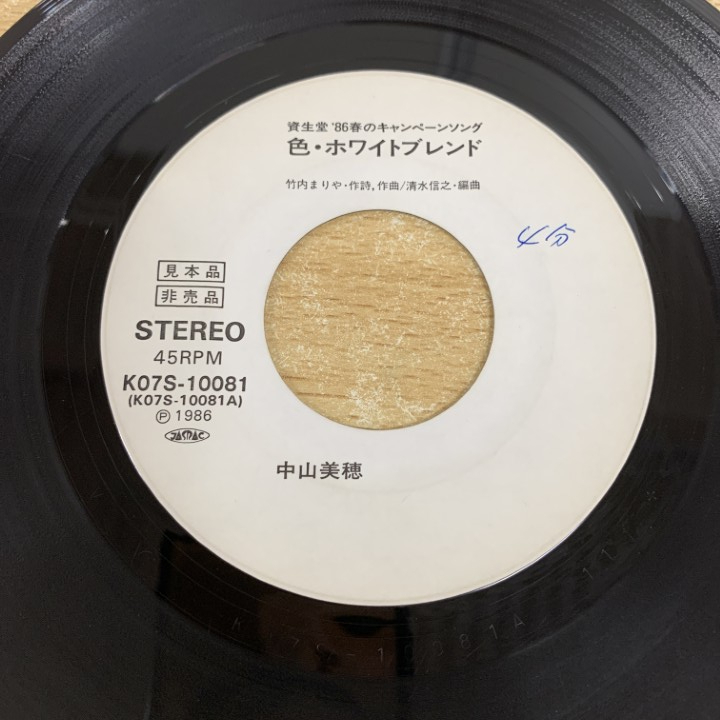 資生堂 '86春のキャンペーンソング
色・ホワイトブレンド
竹内まりや・作詩,作曲/清水信之・編曲
4分
見本品
非売品
STEREO
45RPM
K07S-10081
(K07S-10081A)
Ⓟ 1986
JASRAC
中山美穂